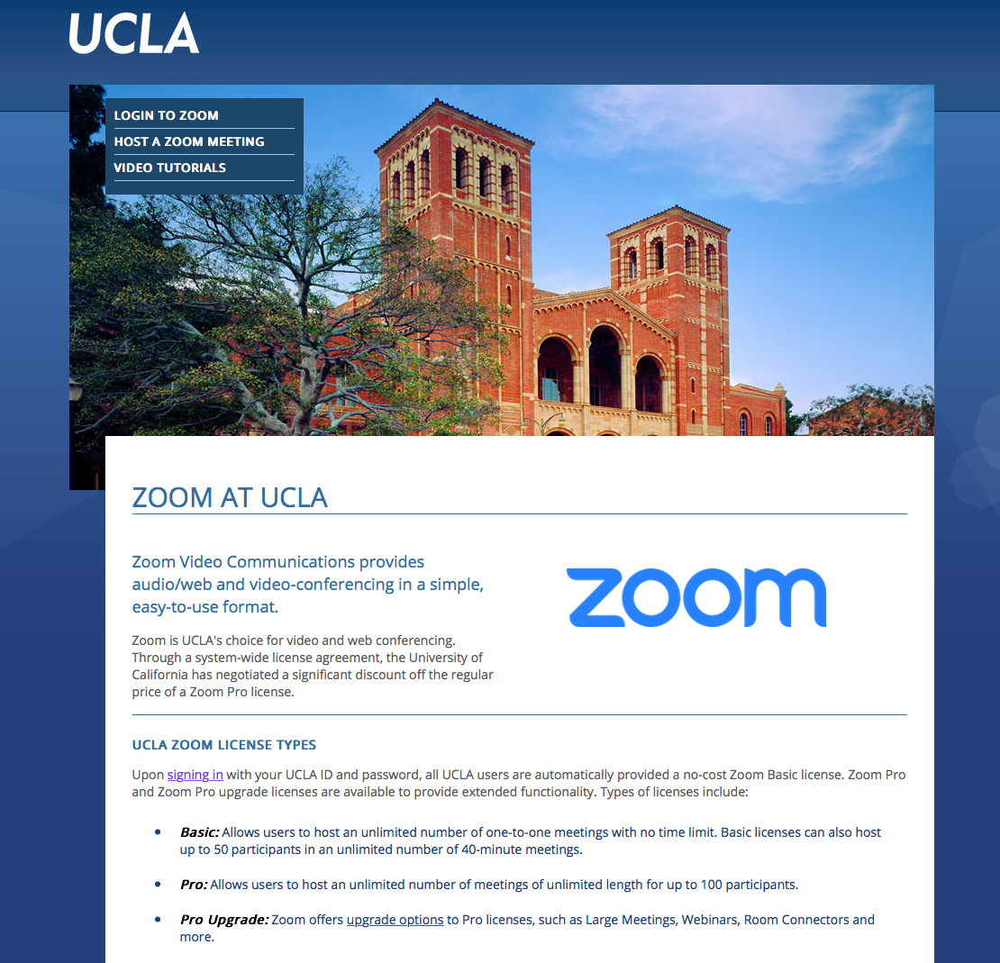 UCLA
LOGIN TO ZOOM
HOST A ZOOM MEETING
VIDEO TUTORIALS
ZOOM AT UCLA
Zoom Video Communications provides
audio/web and video-conferencing in a simple,
easy-to-use format.
zoom
Zoom is UCLA's choice for video and web conferencing.
Through a system-wide license agreement, the University of
California has negotiated a significant discount off the regular
price of a Zoom Pro license.
UCLA ZOOM LICENSE TYPES
Upon signing in with your UCLA ID and password, all UCLA users are automatically provided a no-cost Zoom Basic license. Zoom Pro
and Zoom Pro upgrade licenses are available to provide extended functionality. Types of licenses include:
• Basic: Allows users to host an unlimited number of one-to-one meetings with no time limit. Basic licenses can also host
up to 50 participants in an unlimited number of 40-minute meetings.
• Pro: Allows users to host an unlimited number of meetings of unlimited length for up to 100 participants.
• Pro Upgrade: Zoom offers upgrade options to Pro licenses, such as Large Meetings, Webinars, Room Connectors and
more.